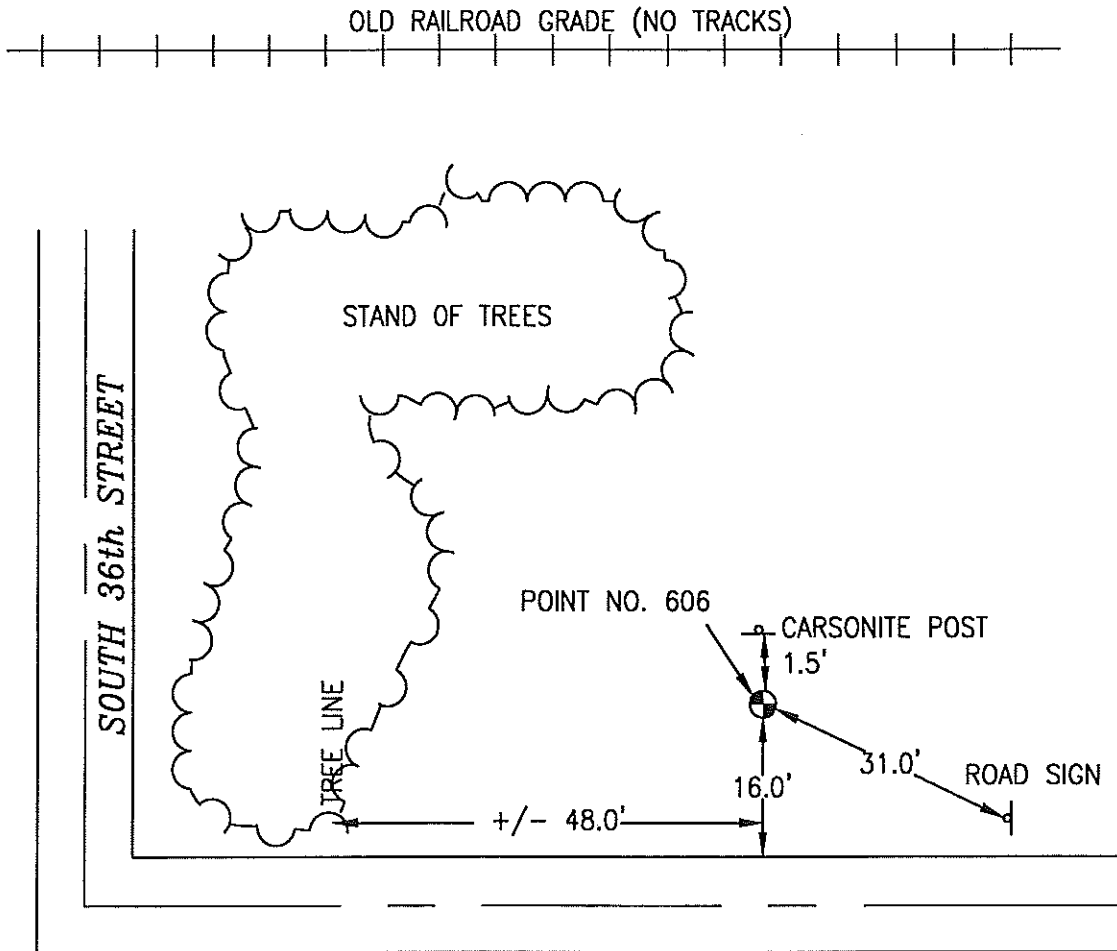 OLD RAILROAD GRADE (NO TRACKS)
STAND OF TREES
SOUTH 36th STREET
POINT NO. 606
CARSONITE POST
1.5'
TREE LINE
31.0'
ROAD SIGN
16.0'
+/- 48.0'